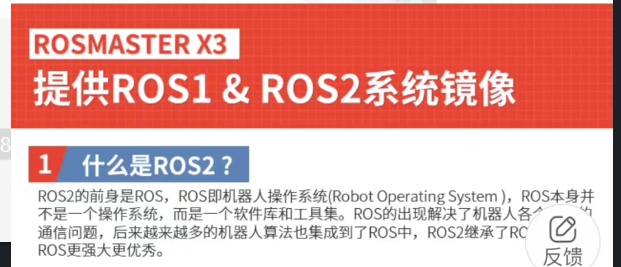 ROSMASTER X3
提供ROS1 & ROS2系统镜像
8
1 什么是ROS2 ?
ROS2的前身是ROS，ROS即机器人操作系统(Robot Operating System )，ROS本身并
不是一个操作系统，而是一个软件库和工具集。ROS的出现解决了机器人各
通信问题，后来越来越多的机器人算法也集成到了ROS中，ROS2继承了
ROS更强大更优秀。
反馈